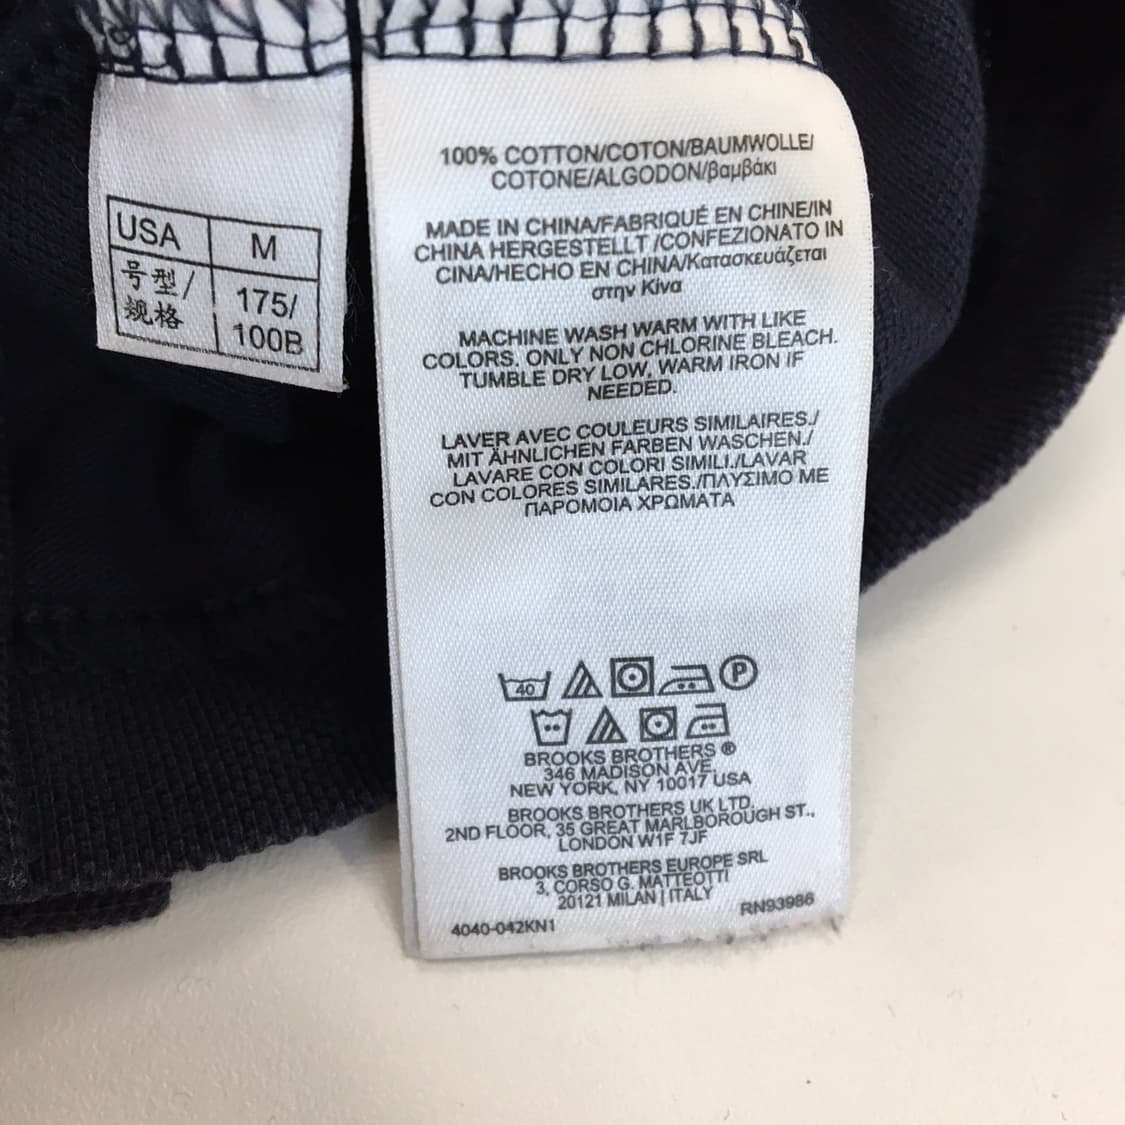 USA M
号型/规格 175/100B
100% COTTON/COTON/BAUMWOLLE/
COTONE/ALGODON/βαμβάκι
MADE IN CHINA/FABRIQUÉ EN CHINE/IN
CHINA HERGESTELLT /CONFEZIONATO IN
CINA/HECHO EN CHINA/Κατασκευάζεται
στην Κίνα
MACHINE WASH WARM WITH LIKE
COLORS. ONLY NON CHLORINE BLEACH.
TUMBLE DRY LOW. WARM IRON IF
NEEDED.
LAVER AVEC COULEURS SIMILAIRES./
MIT ÄHNLICHEN FARBEN WASCHEN./
LAVARE CON COLORI SIMILI./LAVAR
CON COLORES SIMILARES./ΠΛΥΣΙΜΟ ΜΕ
ΠΑΡΟΜΟΙΑ ΧΡΩΜΑΤΑ
40 P
BROOKS BROTHERS ®
346 MADISON AVE.
NEW YORK, NY 10017 USA
BROOKS BROTHERS UK LTD.
2ND FLOOR, 35 GREAT MARLBOROUGH ST.,
LONDON W1F 7JF
BROOKS BROTHERS EUROPE SRL
3, CORSO G. MATTEOTTI
20121 MILAN | ITALY
4040-042KN1 RN93986